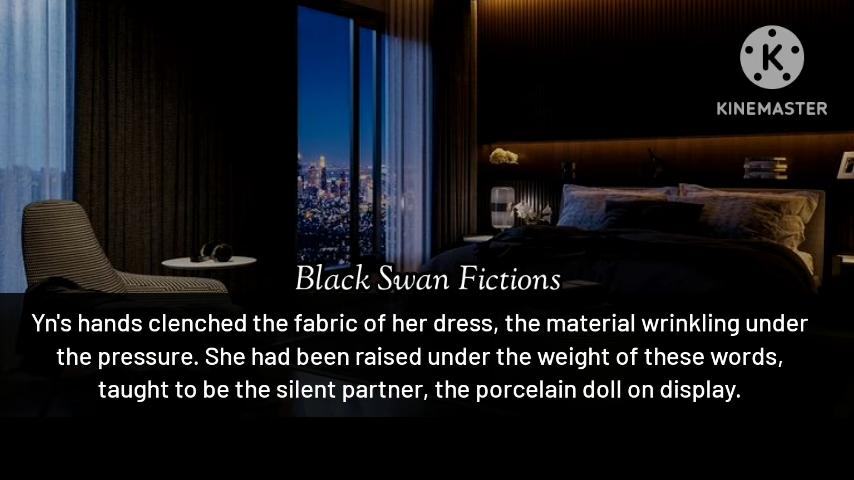 KINEMASTER
Black Swan Fictions
Yn's hands clenched the fabric of her dress, the material wrinkling under
the pressure. She had been raised under the weight of these words,
taught to be the silent partner, the porcelain doll on display.